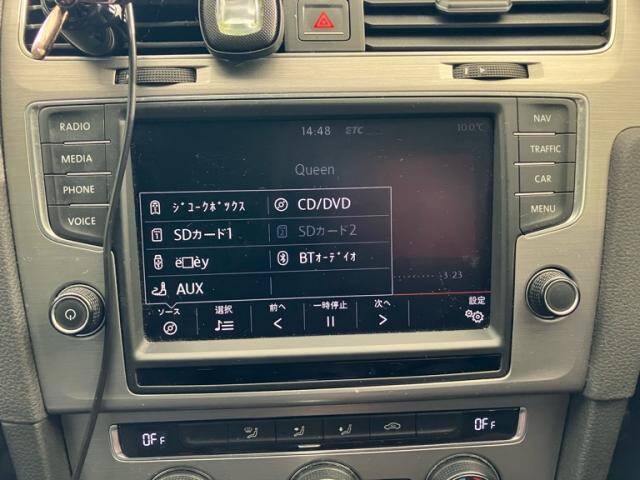 RADIO
MEDIA
PHONE
VOICE
14:48 ETC 10.0°C
Queen
ｼﾞｭｰｸﾎﾞｯｸｽ
CD/DVD
SDカード1
SDカード2
ë□èy
BTｵｰﾃﾞｨｵ
AUX
-3:23
ソース
選択
前へ
一時停止
次へ
設定
NAV
TRAFFIC
CAR
MENU
OFF
OFF